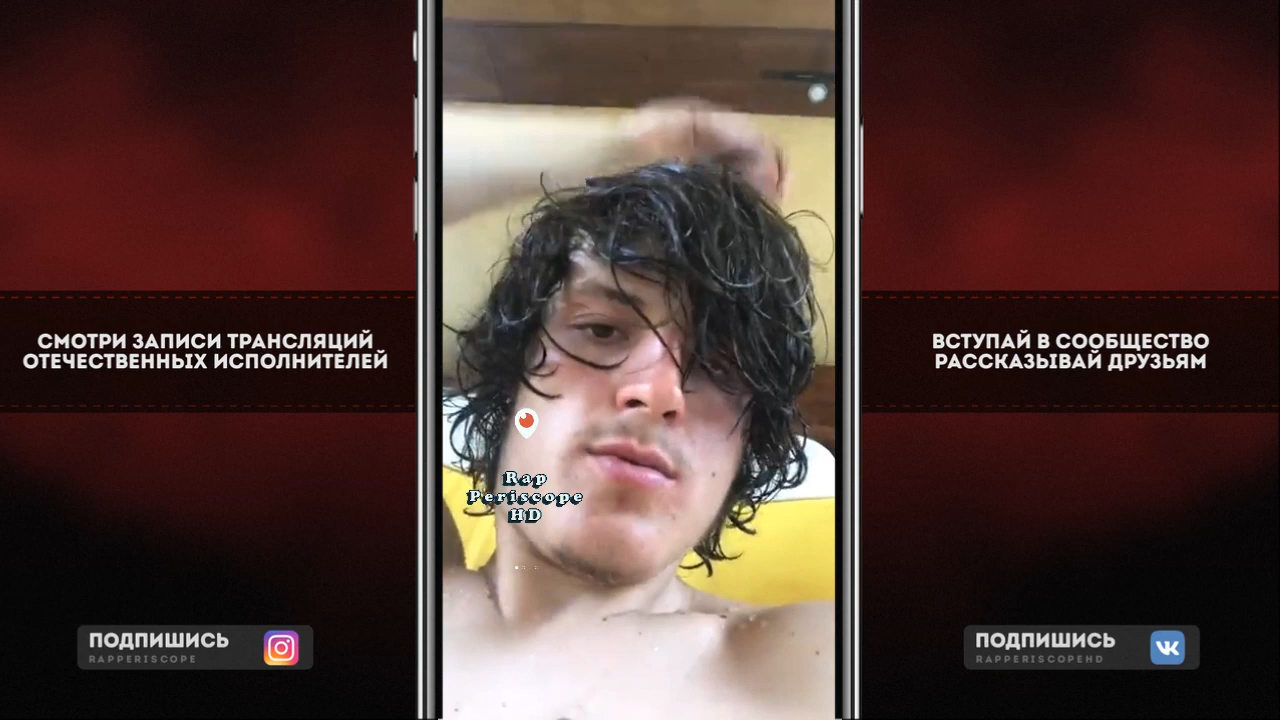 СМОТРИ ЗАПИСИ ТРАНСЛЯЦИЙ
ОТЕЧЕСТВЕННЫХ ИСПОЛНИТЕЛЕЙ
ПОДПИШИСЬ
RAPPERISCOPE
Rap
Periscope
HD
ВСТУПАЙ В СООБЩЕСТВО
РАССКАЗЫВАЙ ДРУЗЬЯМ
ПОДПИШИСЬ
RAPPERISCOPEHD